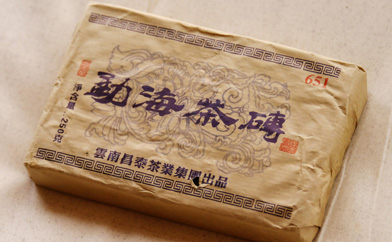 651
勐海茶磚
淨含量 250克
雲南昌泰茶業集團出品